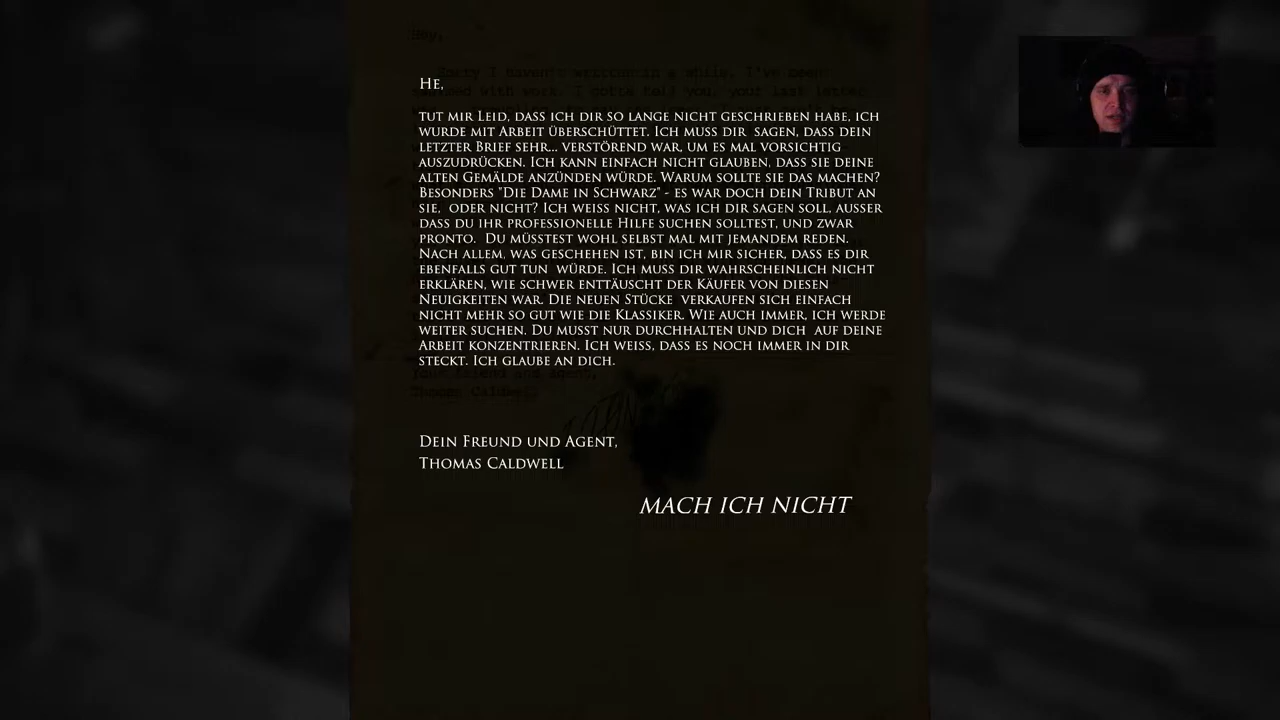 HE,
TUT MIR LEID, DASS ICH DIR SO LANGE NICHT GESCHRIEBEN HABE, ICH
WURDE MIT ARBEIT ÜBERSCHÜTTET. ICH MUSS DIR SAGEN, DASS DEIN
LETZTER BRIEF SEHR... VERSTÖREND WAR, UM ES MAL VORSICHTIG
AUSZUDRÜCKEN. ICH KANN EINFACH NICHT GLAUBEN, DASS SIE DEINE
ALTEN GEMÄLDE ANZÜNDEN WÜRDE. WARUM SOLLTE SIE DAS MACHEN?
BESONDERS "DIE DAME IN SCHWARZ" - ES WAR DOCH DEIN TRIBUT AN
SIE, ODER NICHT? ICH WEISS NICHT, WAS ICH DIR SAGEN SOLL, AUSSER
DASS DU IHR PROFESSIONELLE HILFE SUCHEN SOLLTEST, UND ZWAR
PRONTO. DU MÜSSTEST WOHL SELBST MAL MIT JEMANDEM REDEN.
NACH ALLEM, WAS GESCHEHEN IST, BIN ICH MIR SICHER, DASS ES DIR
EBENFALLS GUT TUN WÜRDE. ICH MUSS DIR WAHRSCHEINLICH NICHT
ERKLÄREN, WIE SCHWER ENTTÄUSCHT DER KÄUFER VON DIESEN
NEUIGKEITEN WAR. DIE NEUEN STÜCKE VERKAUFEN SICH EINFACH
NICHT MEHR SO GUT WIE DIE KLASSIKER. WIE AUCH IMMER, ICH WERDE
WEITER SUCHEN. DU MUSST NUR DURCHHALTEN UND DICH AUF DEINE
ARBEIT KONZENTRIEREN. ICH WEISS, DASS ES NOCH IMMER IN DIR
STECKT. ICH GLAUBE AN DICH.
DEIN FREUND UND AGENT,
THOMAS CALDWELL
MACH ICH NICHT